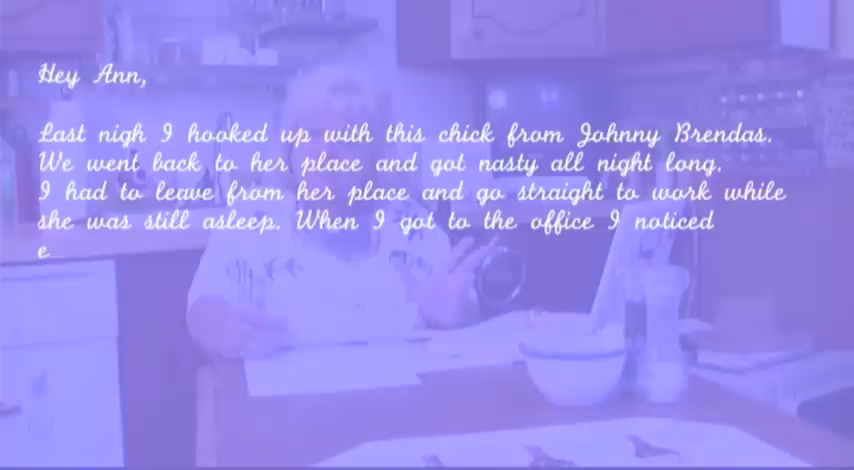 Hey Ann,
Last nigh I hooked up with this chick from Johnny Brendas.
We went back to her place and got nasty all night long.
I had to leave from her place and go straight to work while
she was still asleep. When I got to the office I noticed
e